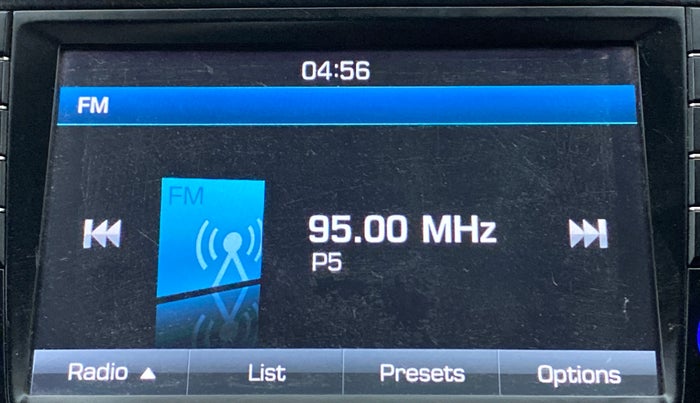 04:56
FM
FM
95.00 MHz
P5
Radio ▲ List Presets Options